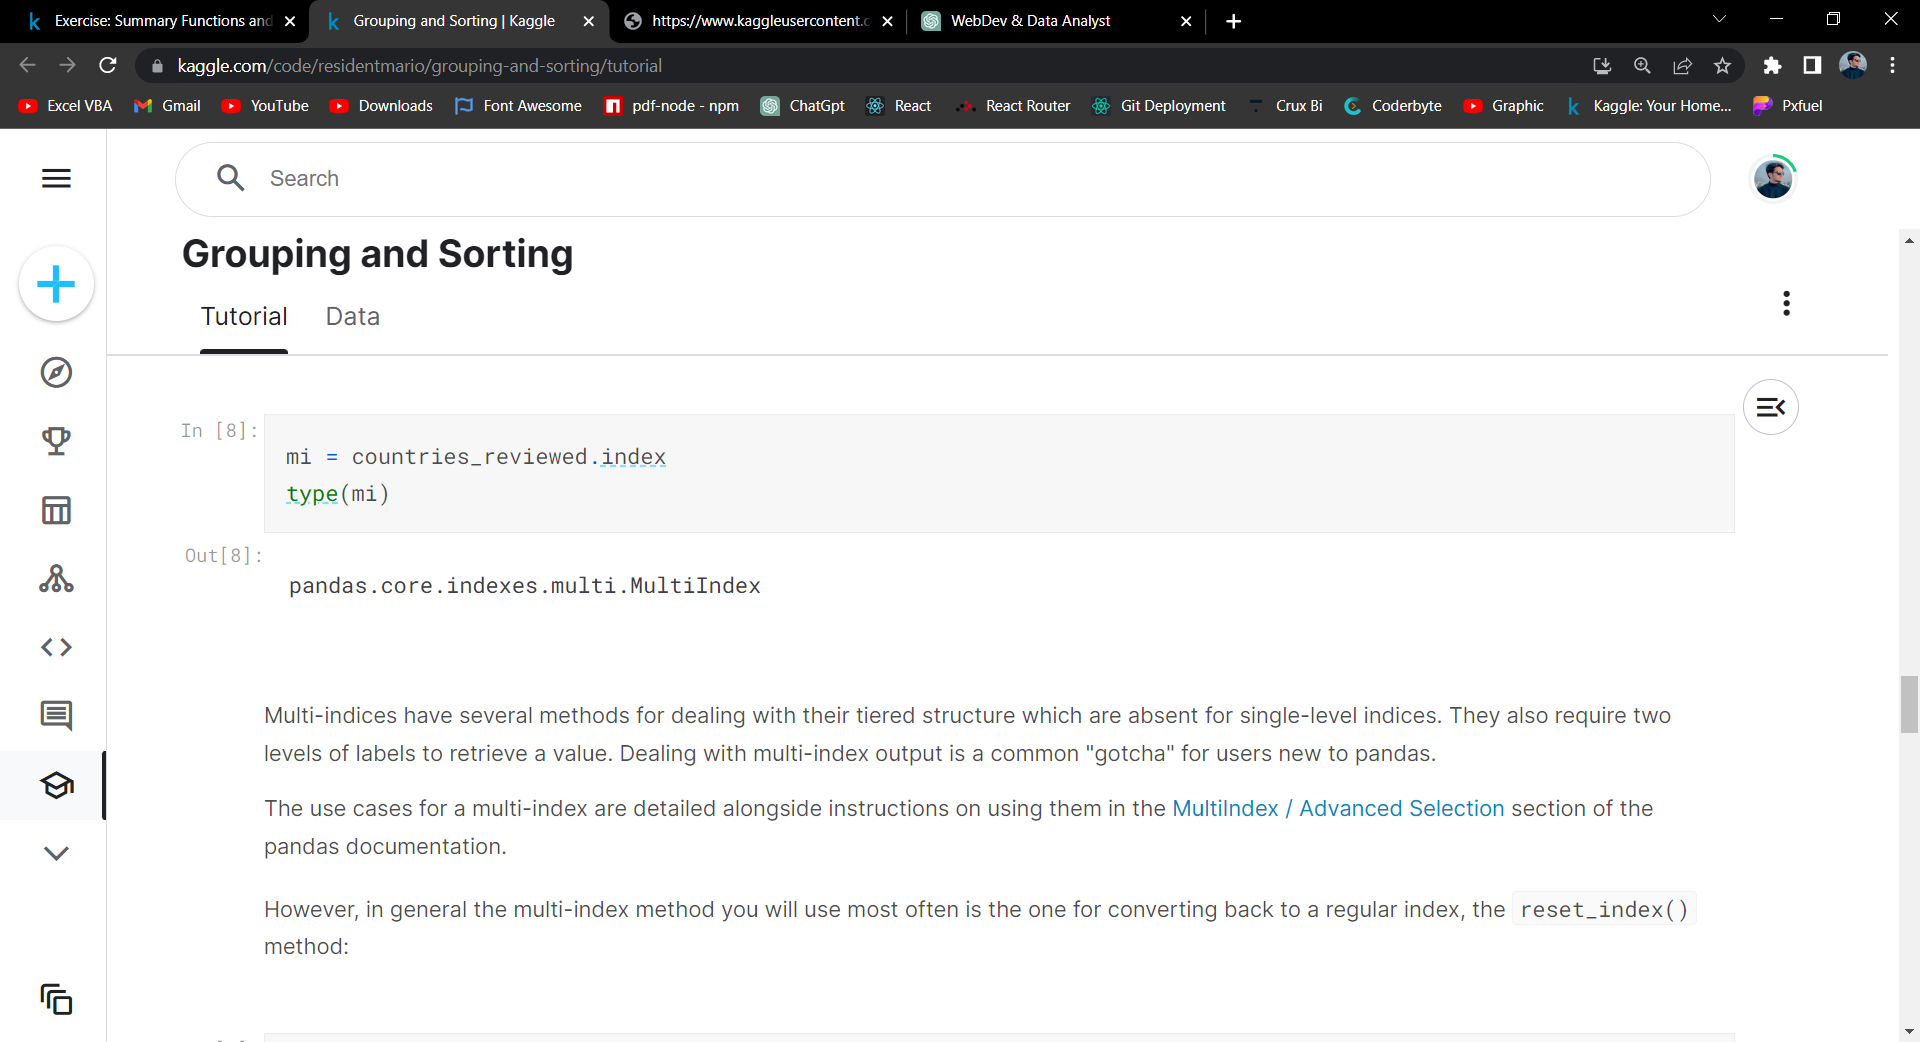 Exercise: Summary Functions and
Grouping and Sorting | Kaggle
https://www.kaggleusercontent.c
WebDev & Data Analyst
kaggle.com/code/residentmario/grouping-and-sorting/tutorial
Excel VBA
Gmail
YouTube
Downloads
Font Awesome
pdf-node - npm
ChatGpt
React
React Router
Git Deployment
Crux Bi
Coderbyte
Graphic
Kaggle: Your Home...
Pxfuel
Search
Grouping and Sorting
Tutorial
Data
In [8]:
mi = countries_reviewed.index
type(mi)
Out[8]:
pandas.core.indexes.multi.MultiIndex
Multi-indices have several methods for dealing with their tiered structure which are absent for single-level indices. They also require two
levels of labels to retrieve a value. Dealing with multi-index output is a common "gotcha" for users new to pandas.
The use cases for a multi-index are detailed alongside instructions on using them in the MultiIndex / Advanced Selection section of the
pandas documentation.
However, in general the multi-index method you will use most often is the one for converting back to a regular index, the reset_index()
method: